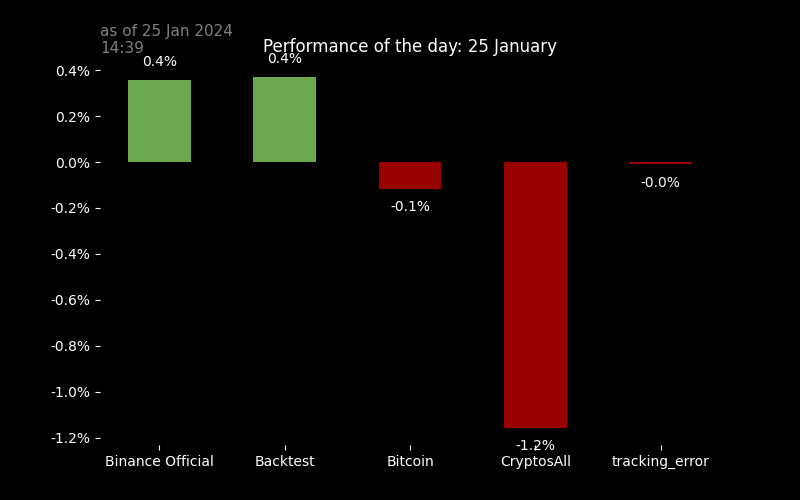 as of 25 Jan 2024
14:39
Performance of the day: 25 January
0.4%
0.4%
0.4%
0.2%
0.0%
-0.2%
-0.4%
-0.6%
-0.8%
-1.0%
-1.2%
-0.1%
-1.2%
-0.0%
Binance Official
Backtest
Bitcoin
CryptosAll
tracking_error